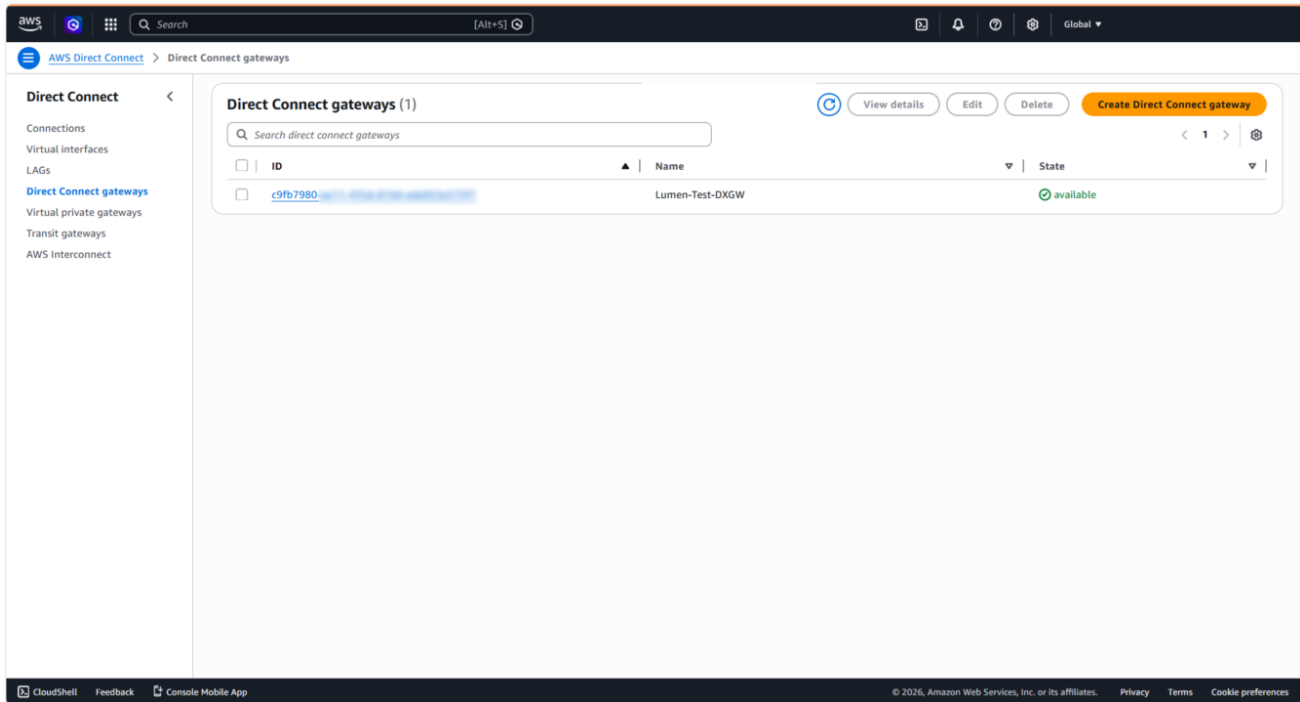 aws
Search [Alt+S]
Global
AWS Direct Connect > Direct Connect gateways
Direct Connect
Connections
Virtual interfaces
LAGs
Direct Connect gateways
Virtual private gateways
Transit gateways
AWS Interconnect
Direct Connect gateways (1)
View details Edit Delete Create Direct Connect gateway
Search direct connect gateways
< 1 >
ID Name State
c9fb7980- Lumen-Test-DXGW available
CloudShell Feedback Console Mobile App © 2026, Amazon Web Services, Inc. or its affiliates. Privacy Terms Cookie preferences